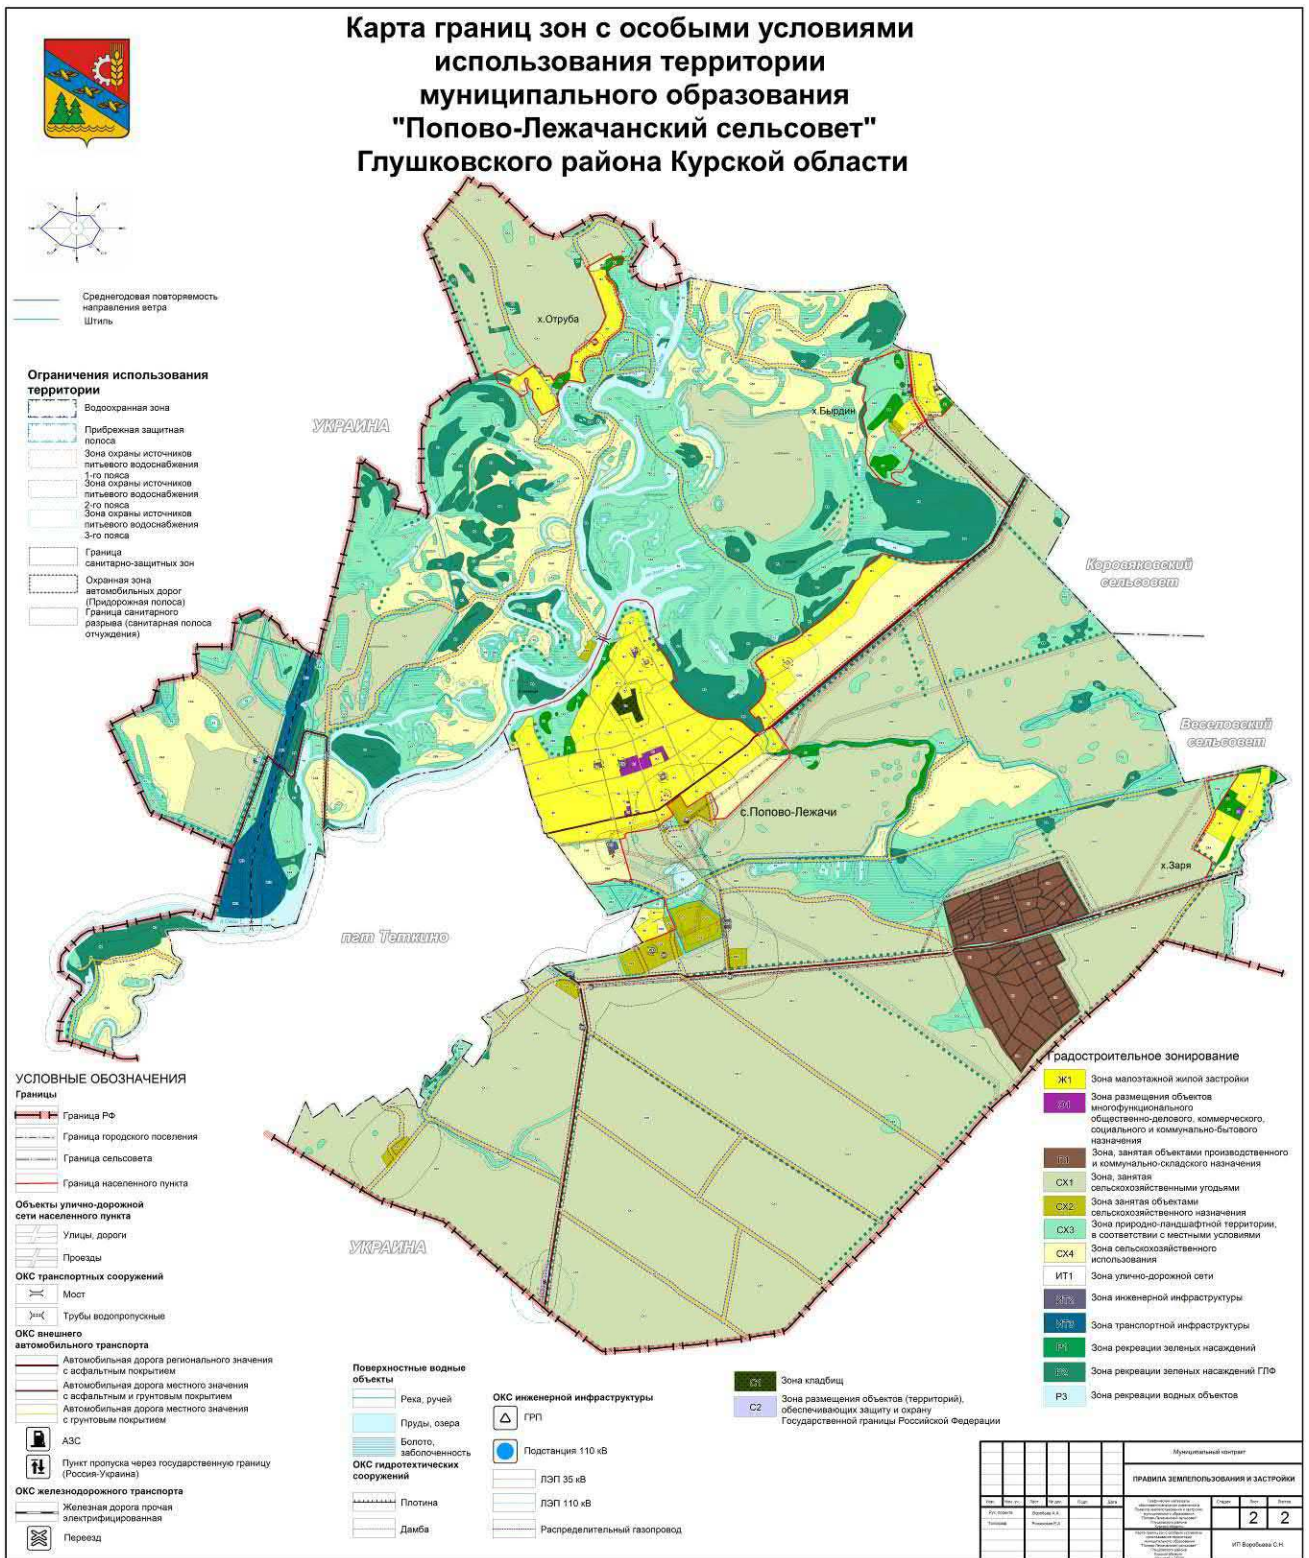 Карта границ зон с особыми условиями
использования территории
муниципального образования
"Попово-Лежачанский сельсовет"
Глушковского района Курской области
Среднегодовая повторяемость
направления ветра
Штиль
Ограничения использования
территории
Водоохранная зона
Прибрежная защитная
полоса
Зона охраны источников
питьевого водоснабжения
1-го пояса
Зона охраны источников
питьевого водоснабжения
2-го пояса
Зона охраны источников
питьевого водоснабжения
3-го пояса
Граница
санитарно-защитных зон
Охранная зона
автомобильных дорог
(Придорожная полоса)
Граница санитарного
разрыва (санитарная полоса
отчуждения)
х.Отруба
УКРАИНА
х.Бырдин
Коровяковский
сельсовет
Веселовский
сельсовет
с.Попово-Лежачи
х.Заря
пгт Теткино
УКРАИНА
УСЛОВНЫЕ ОБОЗНАЧЕНИЯ
Границы
Граница РФ
Граница городского поселения
Граница сельсовета
Граница населенного пункта
Объекты улично-дорожной
сети населенного пункта
Улицы, дороги
Проезды
ОКС транспортных сооружений
Мост
Трубы водопропускные
ОКС внешнего
автомобильного транспорта
Автомобильная дорога регионального значения
с асфальтным покрытием
Автомобильная дорога местного значения
с асфальтным и грунтовым покрытием
Автомобильная дорога местного значения
с грунтовым покрытием
АЗС
Пункт пропуска через государственную границу
(Россия-Украина)
ОКС железнодорожного транспорта
Железная дорога прочая
электрифицированная
Переезд
Поверхностные водные
объекты
Река, ручей
Пруды, озера
Болото,
заболоченность
ОКС гидротехнических
сооружений
Плотина
Дамба
ОКС инженерной инфраструктуры
ГРП
Подстанция 110 кВ
ЛЭП 35 кВ
ЛЭП 110 кВ
Распределительный газопровод
Зона кладбищ
С2 Зона размещения объектов (территорий),
обеспечивающих защиту и охрану
Государственной границы Российской Федерации
Градостроительное зонирование
Ж1 Зона малоэтажной жилой застройки
Зона размещения объектов
многофункционального
общественно-делового, коммерческого,
социального и коммунально-бытового
назначения
Зона, занятая объектами производственного
и коммунально-складского назначения
СХ1 Зона, занятая
сельскохозяйственными угодьями
СХ2 Зона занятая объектами
сельскохозяйственного назначения
СХ3 Зона природно-ландшафтной территории,
в соответствии с местными условиями
СХ4 Зона сельскохозяйственного
использования
ИТ1 Зона улично-дорожной сети
ИТ2 Зона инженерной инфраструктуры
ИТ3 Зона транспортной инфраструктуры
Р1 Зона рекреации зеленых насаждений
Р2 Зона рекреации зеленых насаждений ГЛФ
Р3 Зона рекреации водных объектов
Муниципальный контракт
ПРАВИЛА ЗЕМЛЕПОЛЬЗОВАНИЯ И ЗАСТРОЙКИ
2 2
ИП Воробьева С.Н.